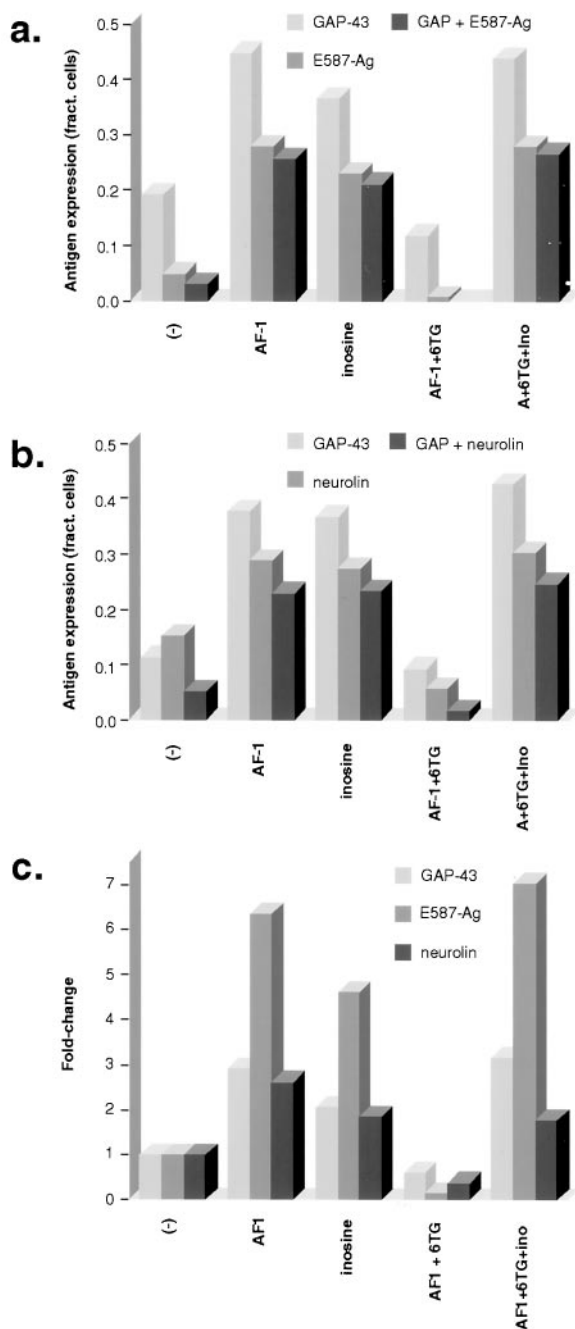 a.
GAP-43
GAP + E587-Ag
E587-Ag
Antigen expression (fract. cells)
0.5
0.4
0.3
0.2
0.1
0.0
(-)
AF-1
inosine
AF-1+6TG
A+6TG+Ino
b.
GAP-43
GAP + neurolin
neurolin
Antigen expression (fract. cells)
0.5
0.4
0.3
0.2
0.1
0.0
(-)
AF-1
inosine
AF-1+6TG
A+6TG+Ino
c.
GAP-43
E587-Ag
neurolin
Fold-change
7
6
5
4
3
2
1
0
(-)
AF1
inosine
AF1 + 6TG
AF1+6TG+ino